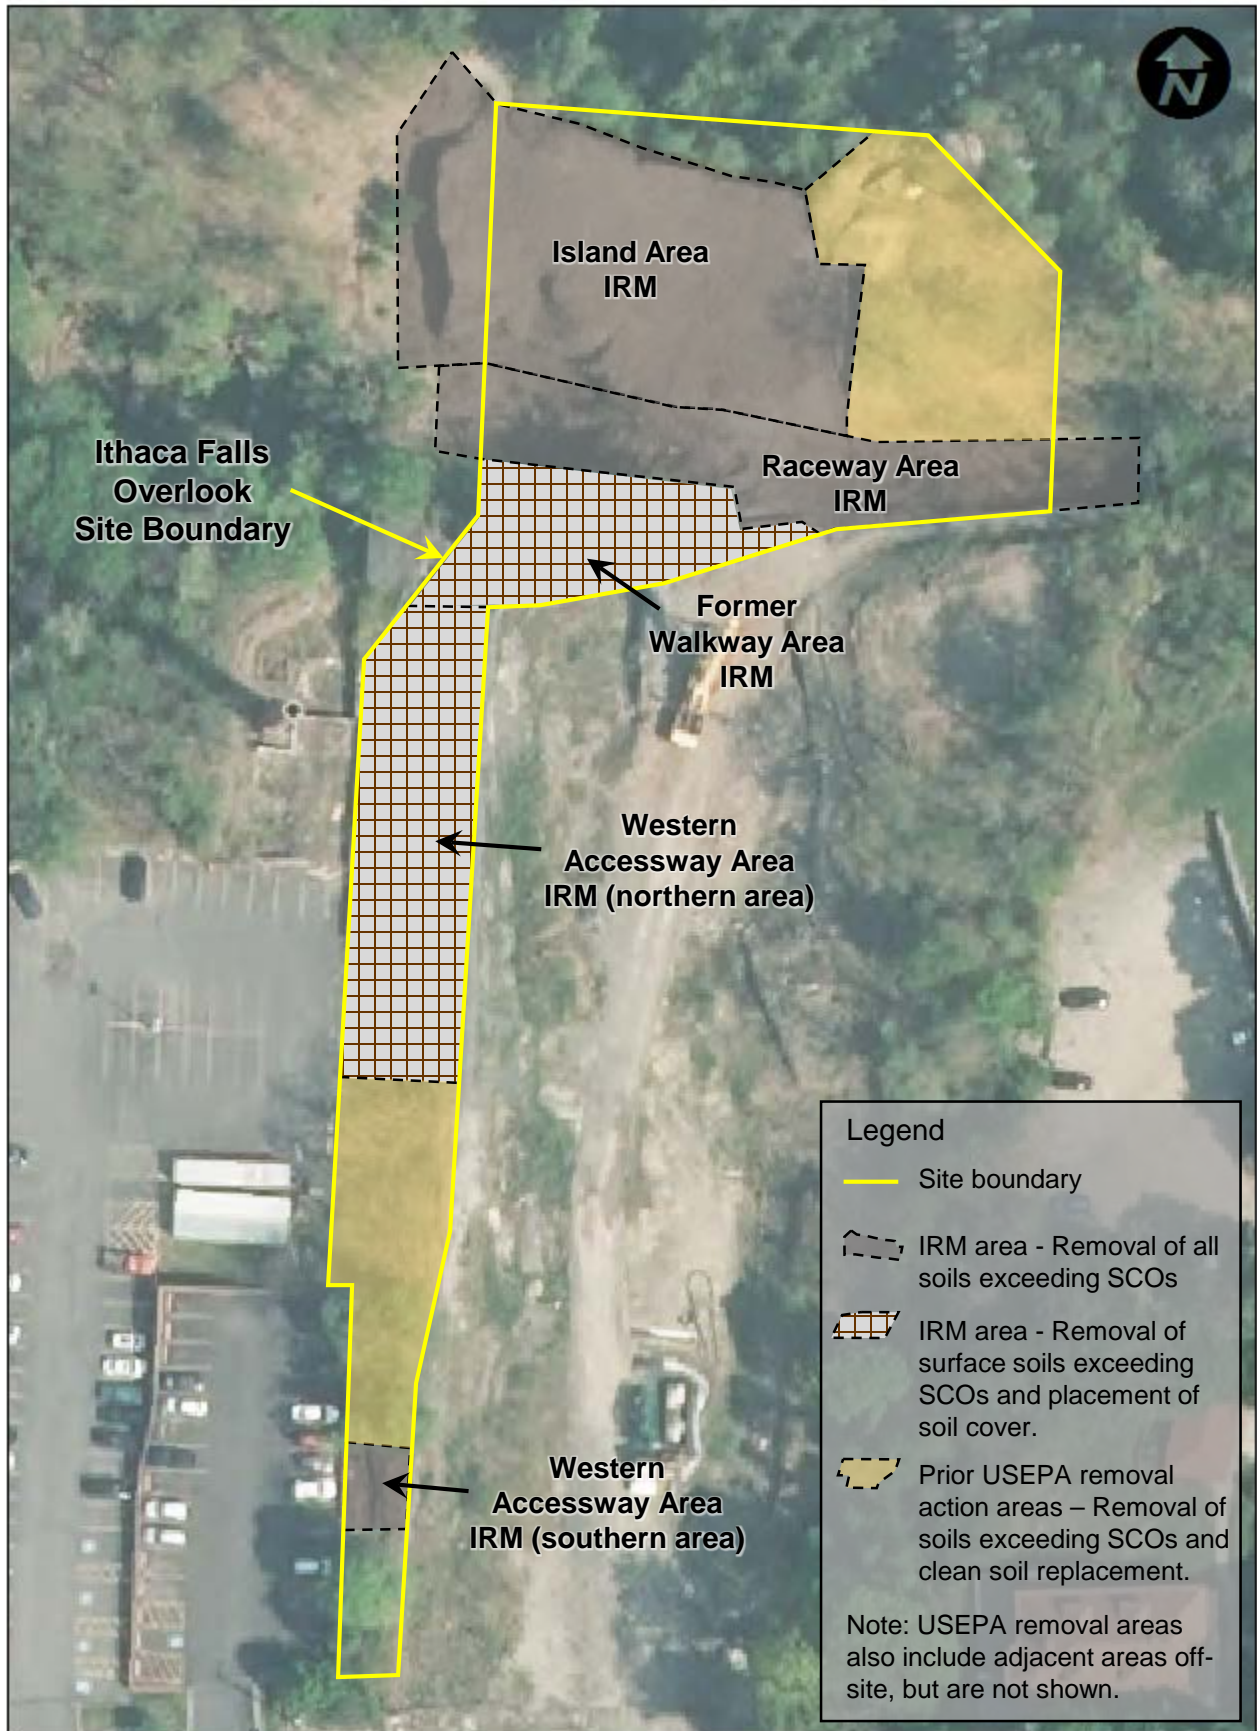 N
Island Area
IRM
Ithaca Falls
Overlook
Site Boundary
Raceway Area
IRM
Former
Walkway Area
IRM
Western
Accessway Area
IRM (northern area)
Western
Accessway Area
IRM (southern area)
Legend
Site boundary
IRM area - Removal of all
soils exceeding SCOs
IRM area - Removal of
surface soils exceeding
SCOs and placement of
soil cover.
Prior USEPA removal
action areas – Removal of
soils exceeding SCOs and
clean soil replacement.
Note: USEPA removal areas
also include adjacent areas off-
site, but are not shown.